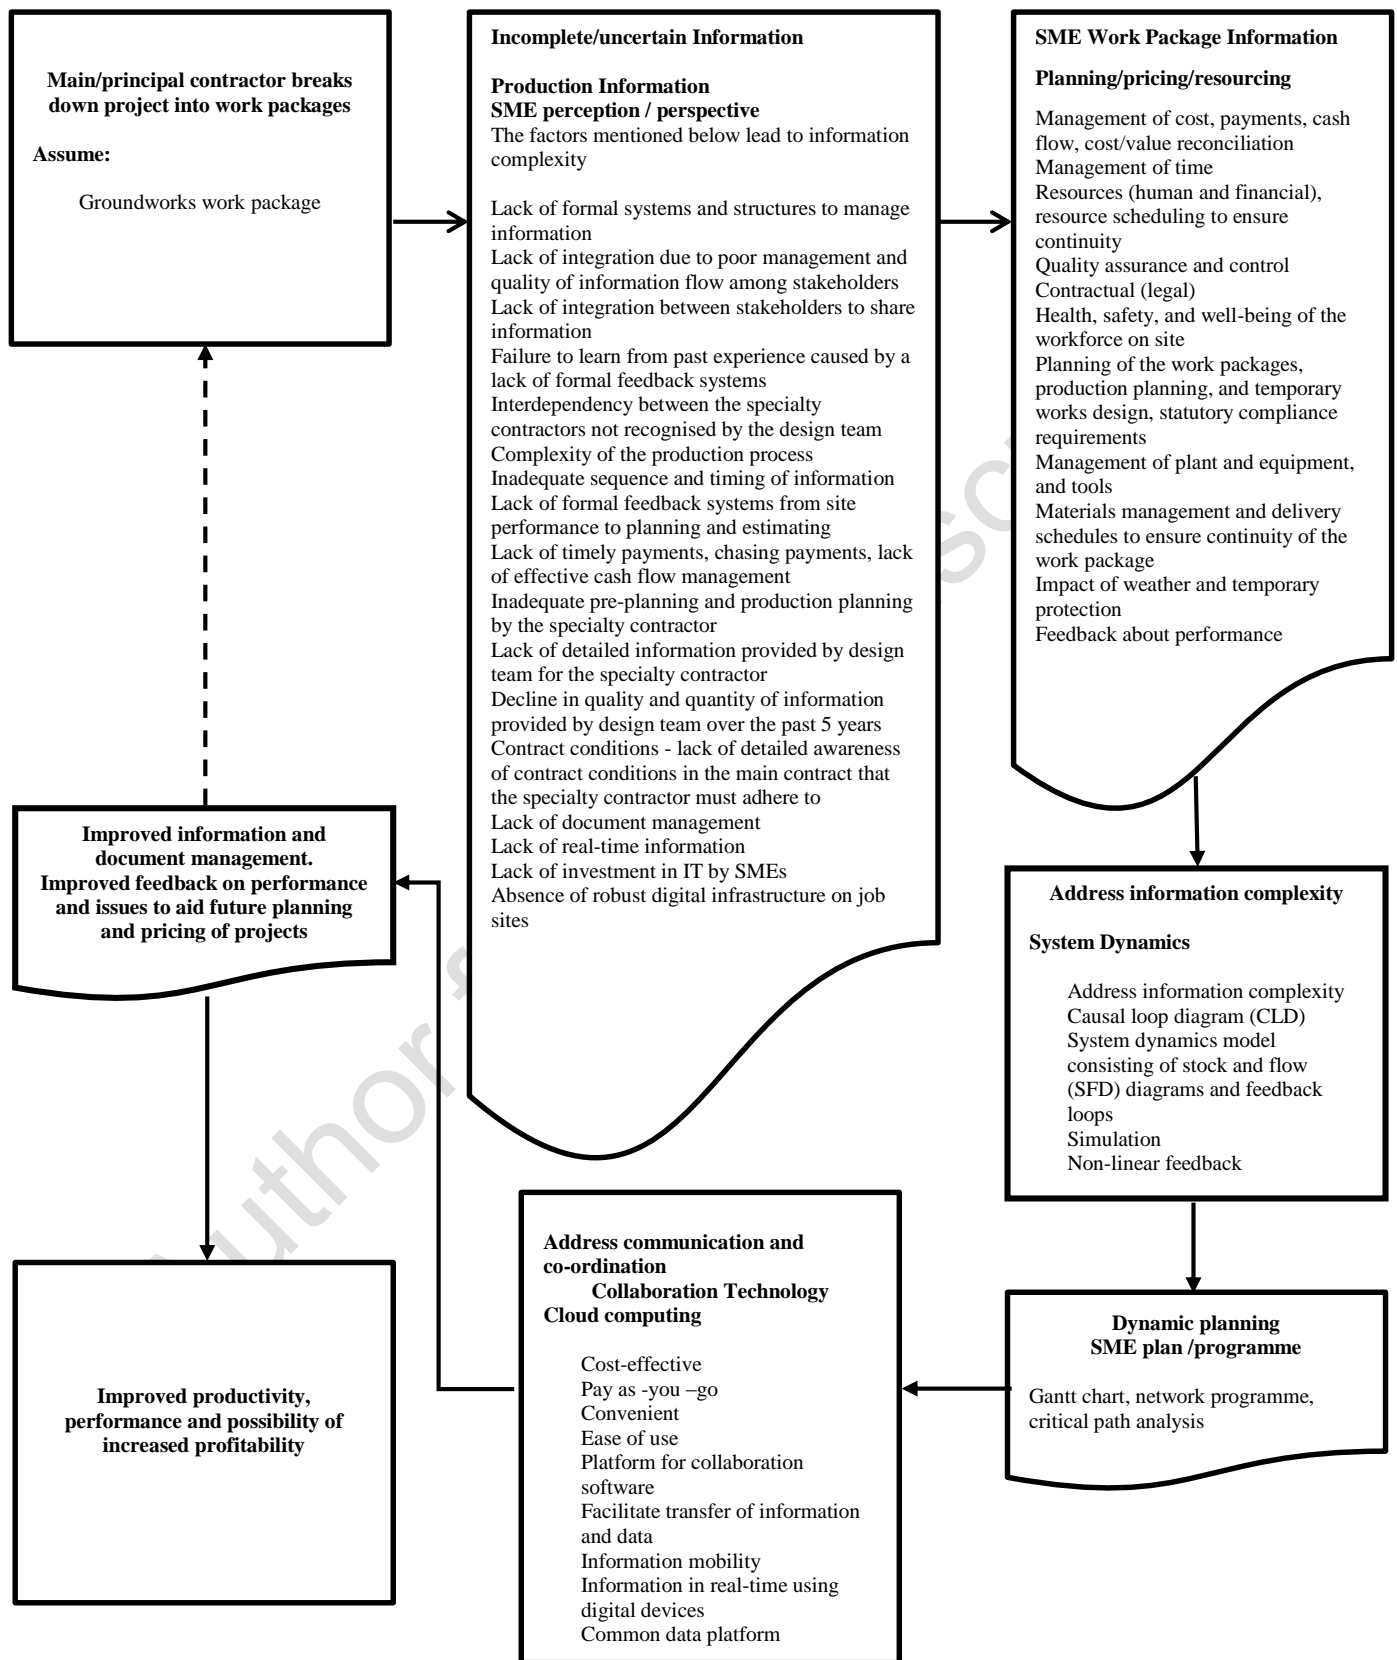 Main/principal contractor breaks
down project into work packages
Assume:
Groundworks work package
Incomplete/uncertain Information
Production Information
SME perception / perspective
The factors mentioned below lead to information
complexity
Lack of formal systems and structures to manage
information
Lack of integration due to poor management and
quality of information flow among stakeholders
Lack of integration between stakeholders to share
information
Failure to learn from past experience caused by a
lack of formal feedback systems
Interdependency between the specialty
contractors not recognised by the design team
Complexity of the production process
Inadequate sequence and timing of information
Lack of formal feedback systems from site
performance to planning and estimating
Lack of timely payments, chasing payments, lack
of effective cash flow management
Inadequate pre-planning and production planning
by the specialty contractor
Lack of detailed information provided by design
team for the specialty contractor
Decline in quality and quantity of information
provided by design team over the past 5 years
Contract conditions - lack of detailed awareness
of contract conditions in the main contract that
the specialty contractor must adhere to
Lack of document management
Lack of real-time information
Lack of investment in IT by SMEs
Absence of robust digital infrastructure on job
sites
SME Work Package Information
Planning/pricing/resourcing
Management of cost, payments, cash
flow, cost/value reconciliation
Management of time
Resources (human and financial),
resource scheduling to ensure
continuity
Quality assurance and control
Contractual (legal)
Health, safety, and well-being of the
workforce on site
Planning of the work packages,
production planning, and temporary
works design, statutory compliance
requirements
Management of plant and equipment,
and tools
Materials management and delivery
schedules to ensure continuity of the
work package
Impact of weather and temporary
protection
Feedback about performance
Address information complexity
System Dynamics
Address information complexity
Causal loop diagram (CLD)
System dynamics model
consisting of stock and flow
(SFD) diagrams and feedback
loops
Simulation
Non-linear feedback
Dynamic planning
SME plan /programme
Gantt chart, network programme,
critical path analysis
Address communication and
co-ordination
Collaboration Technology
Cloud computing
Cost-effective
Pay as -you –go
Convenient
Ease of use
Platform for collaboration
software
Facilitate transfer of information
and data
Information mobility
Information in real-time using
digital devices
Common data platform
Improved information and
document management.
Improved feedback on performance
and issues to aid future planning
and pricing of projects
Improved productivity,
performance and possibility of
increased profitability
Author